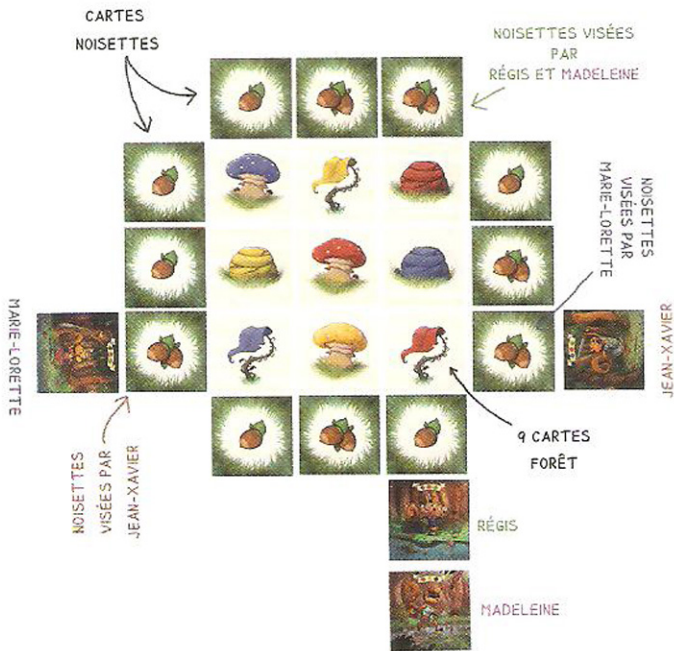 CARTES
NOISETTES
NOISETTES VISÉES
PAR
RÉGIS ET MADELEINE
NOISETTES
VISÉES PAR
MARIE-LORETTE
MARIE-LORETTE
JEAN-XAVIER
NOISETTES
VISÉES PAR
JEAN-XAVIER
9 CARTES
FORÊT
RÉGIS
MADELEINE